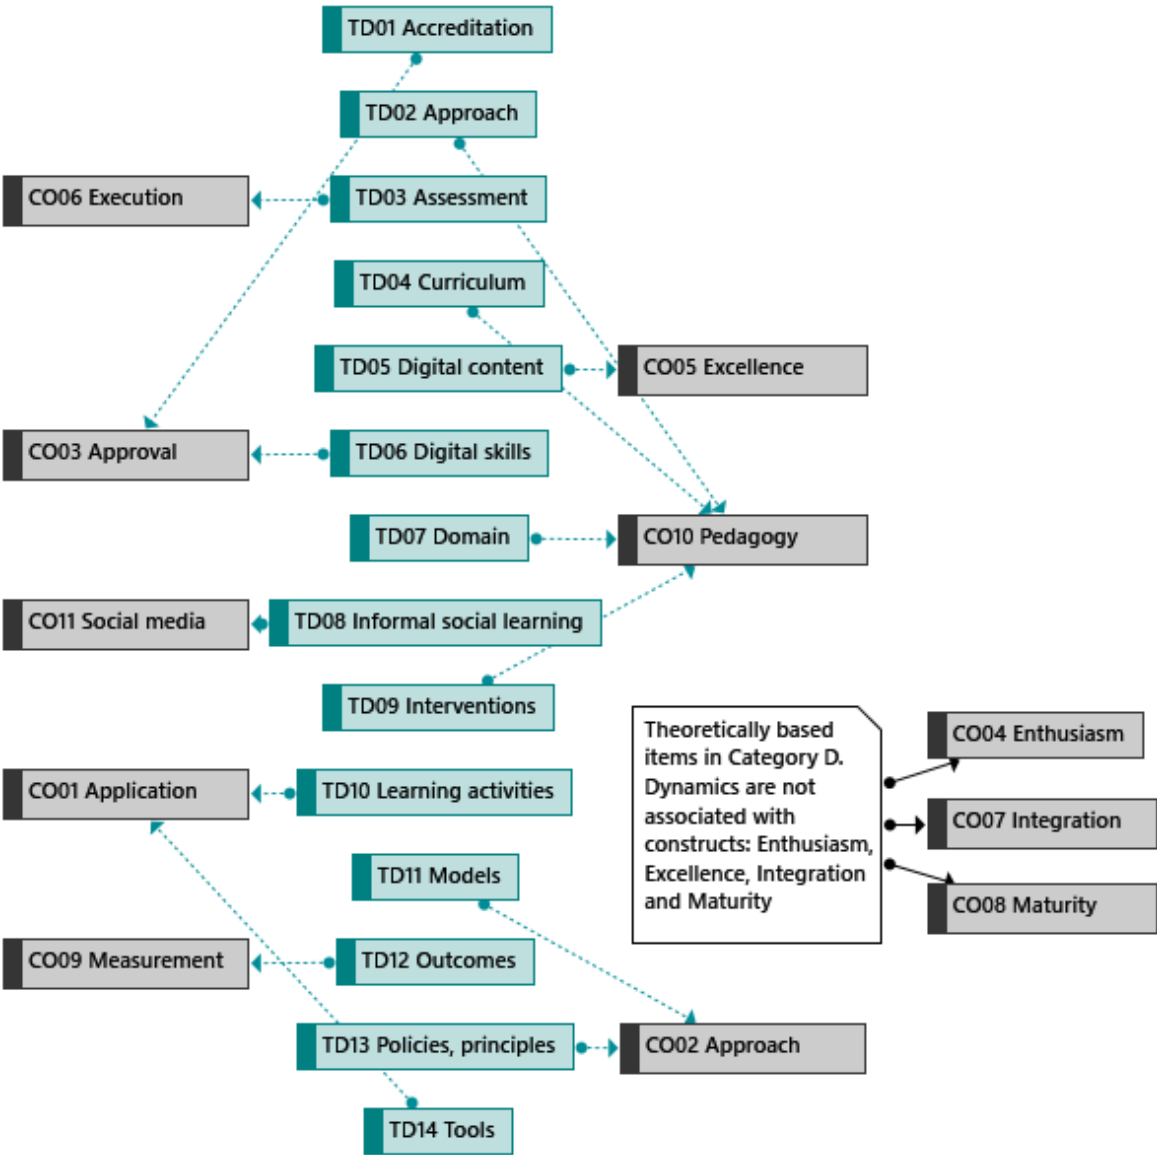 TD01 Accreditation
TD02 Approach
CO06 Execution
TD03 Assessment
TD04 Curriculum
TD05 Digital content
CO05 Excellence
CO03 Approval
TD06 Digital skills
TD07 Domain
CO10 Pedagogy
CO11 Social media
TD08 Informal social learning
TD09 Interventions
Theoretically based
items in Category D.
Dynamics are not
associated with
constructs: Enthusiasm,
Excellence, Integration
and Maturity
CO04 Enthusiasm
CO07 Integration
CO08 Maturity
CO01 Application
TD10 Learning activities
TD11 Models
CO09 Measurement
TD12 Outcomes
TD13 Policies, principles
CO02 Approach
TD14 Tools